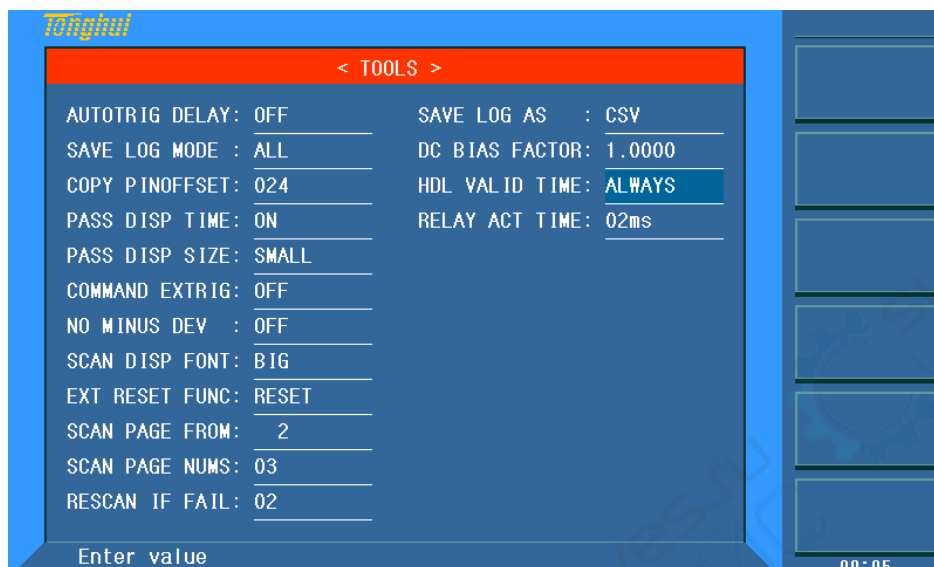 Tonghui
< TOOLS >
AUTOTRIG DELAY: OFF
SAVE LOG MODE : ALL
COPY PINOFFSET: 024
PASS DISP TIME: ON
PASS DISP SIZE: SMALL
COMMAND EXTRIG: OFF
NO MINUS DEV : OFF
SCAN DISP FONT: BIG
EXT RESET FUNC: RESET
SCAN PAGE FROM: 2
SCAN PAGE NUMS: 03
RESCAN IF FAIL: 02
SAVE LOG AS : CSV
DC BIAS FACTOR: 1.0000
HDL VALID TIME: ALWAYS
RELAY ACT TIME: 02ms
Enter value